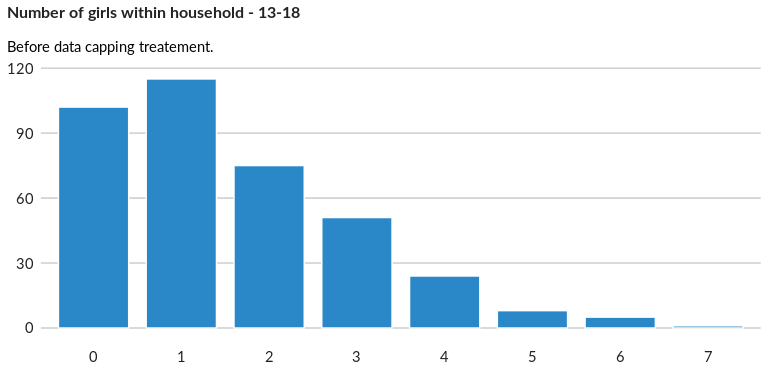 Number of girls within household - 13-18
Before data capping treatement.
120
90
60
30
0
0 1 2 3 4 5 6 7